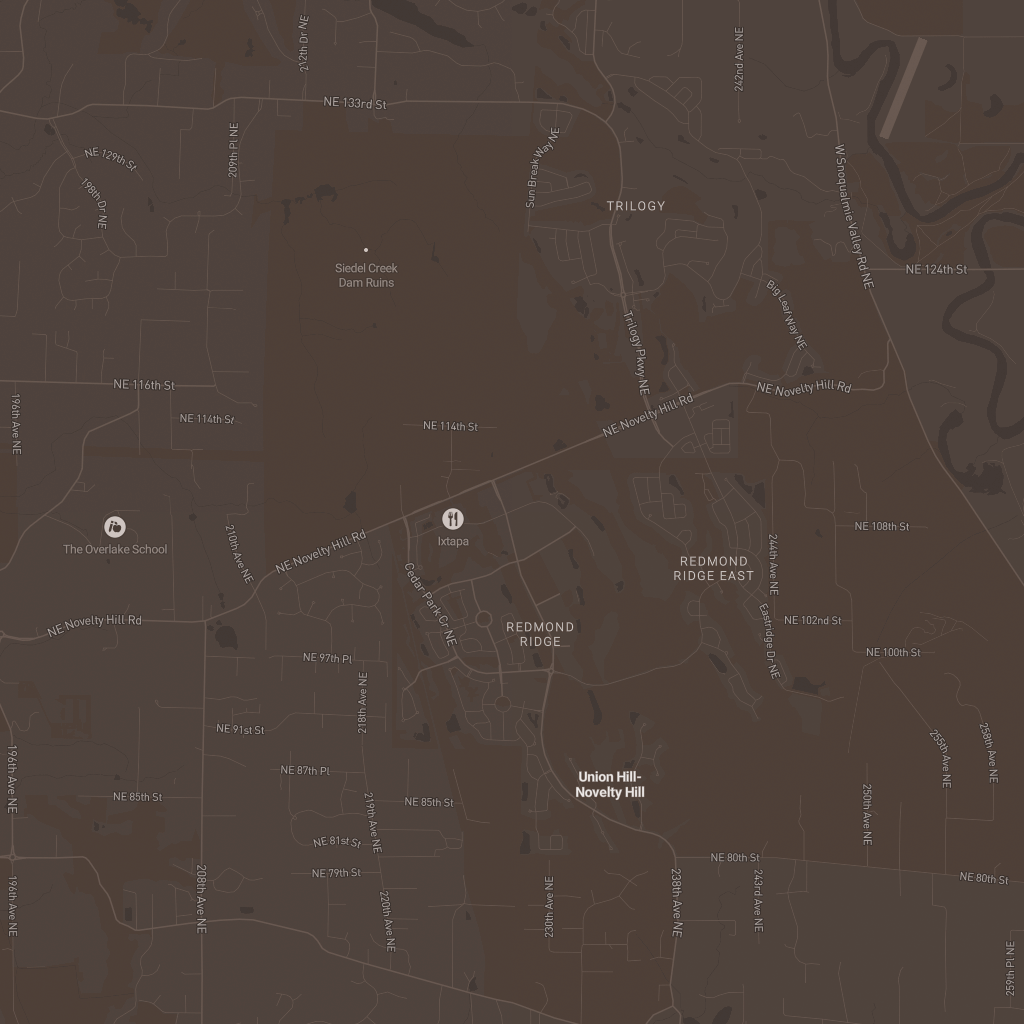 212th Dr NE
242nd Ave NE
NE 133rd St
209th Pl NE
NE 129th St
Sun Break Way NE
198th Dr NE
W Snoqualmie Valley Rd NE
TRILOGY
Siedel Creek
Dam Ruins
NE 124th St
Big Leaf Way NE
Trilogy Pkwy NE
NE 116th St
NE Novelty Hill Rd
NE Novelty Hill Rd
196th Ave NE
NE 114th St
NE 114th St
The Overlake School
Ixtapa
NE 108th St
210th Ave NE
NE Novelty Hill Rd
244th Ave NE
REDMOND
RIDGE EAST
Cedar Park Cr NE
NE Novelty Hill Rd
NE 102nd St
REDMOND
RIDGE
Eastridge Dr NE
NE 100th St
NE 97th Pl
218th Ave NE
NE 91st St
255th Ave NE
258th Ave NE
196th Ave NE
NE 87th Pl
Union Hill-
Novelty Hill
NE 85th St
NE 85th St
219th Ave NE
250th Ave NE
NE 81st St
NE 80th St
NE 79th St
NE 80th St
196th Ave NE
208th Ave NE
220th Ave NE
230th Ave NE
238th Ave NE
243rd Ave NE
259th Pl NE